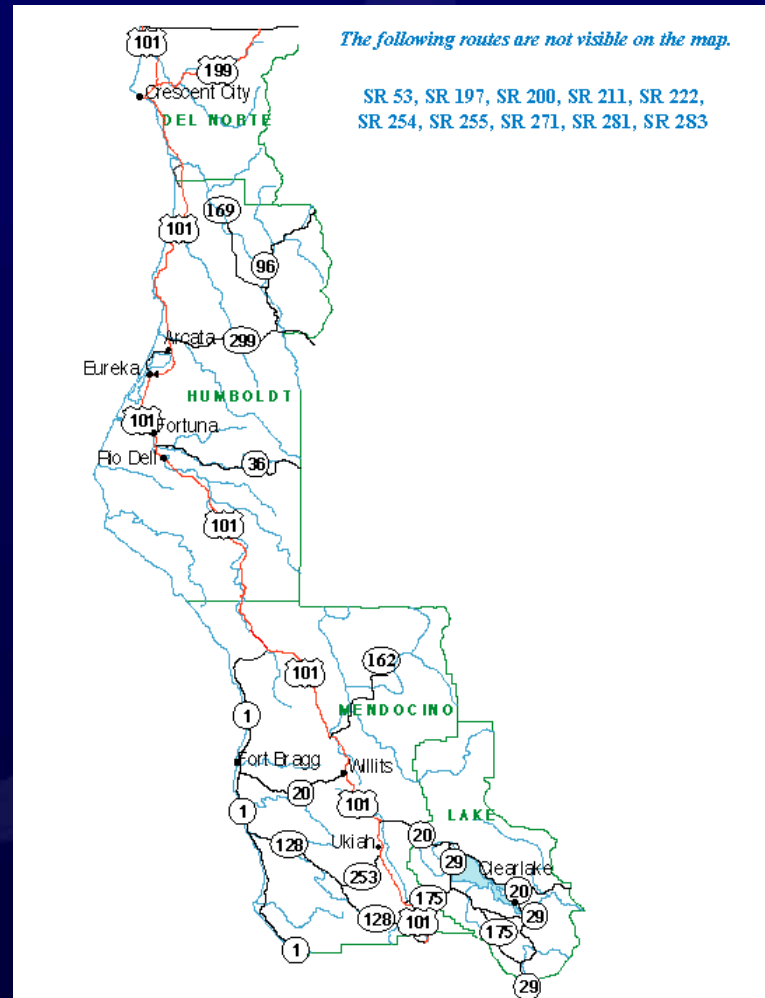 The following routes are not visible on the map.
SR 53, SR 197, SR 200, SR 211, SR 222,
SR 254, SR 255, SR 271, SR 281, SR 283
101
199
Crescent City
DEL NORTE
169
101
96
Arcata
299
Eureka
HUMBOLDT
101
Fortuna
Rio Dell
36
101
162
101
MENDOCINO
1
Fort Bragg
Willits
20
101
1
LAKE
20
128
Ukiah
29
Clearlake
253
20
175
128
101
29
175
1
29